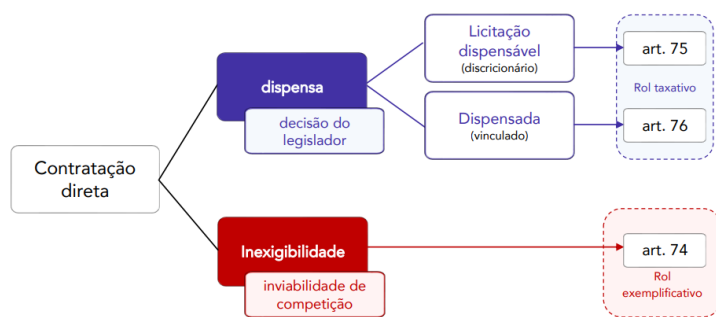 Contratação
direta
dispensa
decisão do
legislador
Licitação
dispensável
(discricionário)
art. 75
Rol taxativo
Dispensada
(vinculado)
art. 76
Inexigibilidade
inviabilidade de
competição
art. 74
Rol
exemplificativo